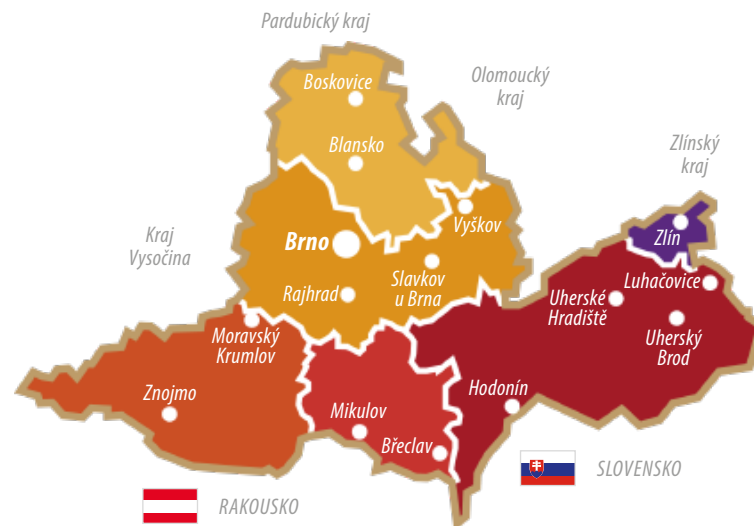 Pardubický kraj
Olomoucký
kraj
Boskovice
Blansko
Zlínský
kraj
Vyškov
Kraj
Vysočina
Brno
Zlín
Slavkov
u Brna
Rajhrad
Luhačovice
Uherské
Hradiště
Uherský
Brod
Moravský
Krumlov
Znojmo
Hodonín
Mikulov
Břeclav
SLOVENSKO
RAKOUSKO